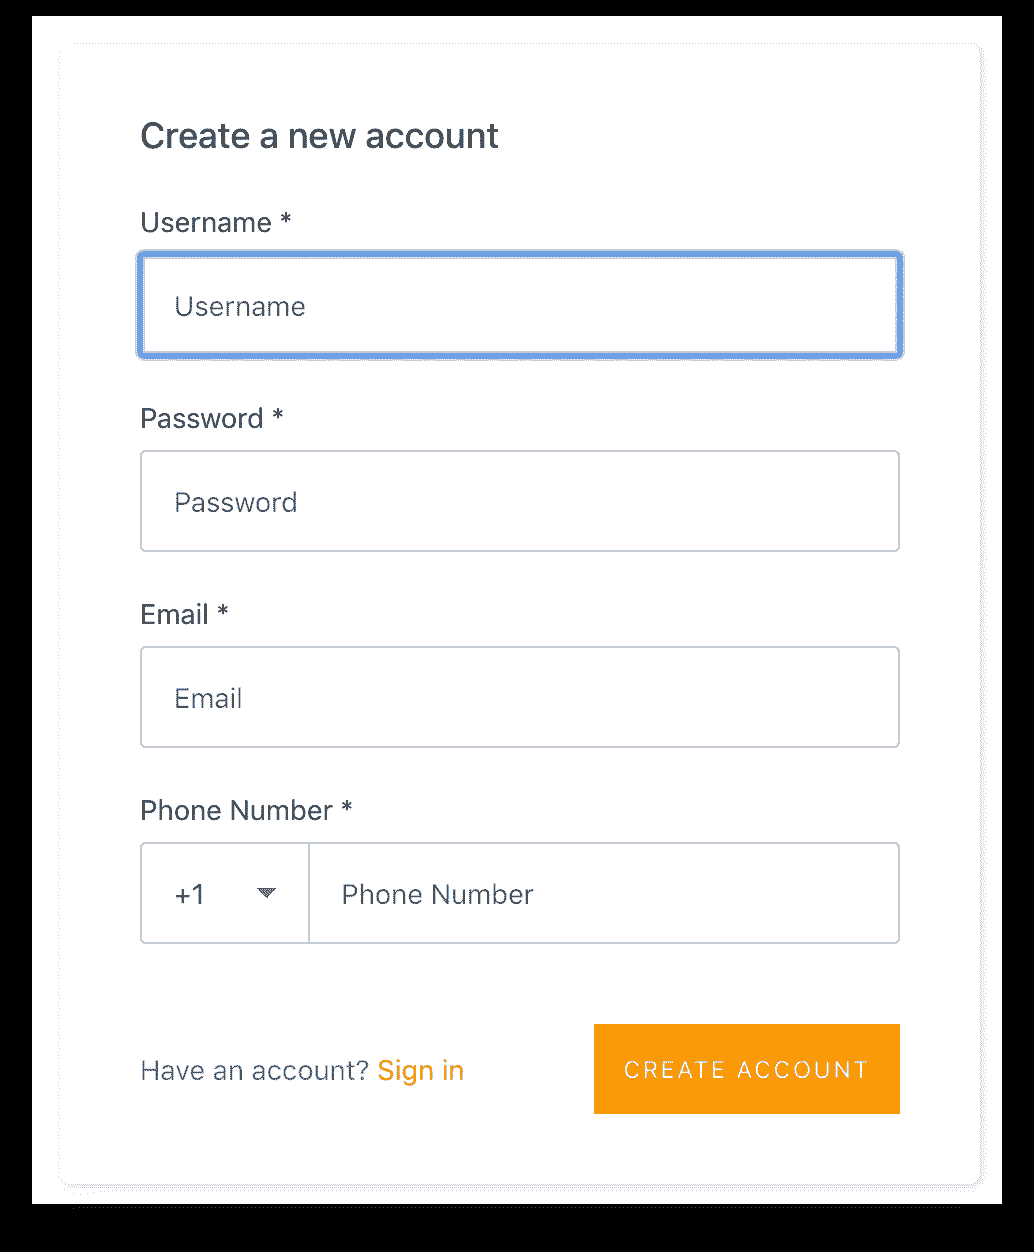 Create a new account
Username *
Username
Password *
Password
Email *
Email
Phone Number *
+1 Phone Number
Have an account? Sign in CREATE ACCOUNT